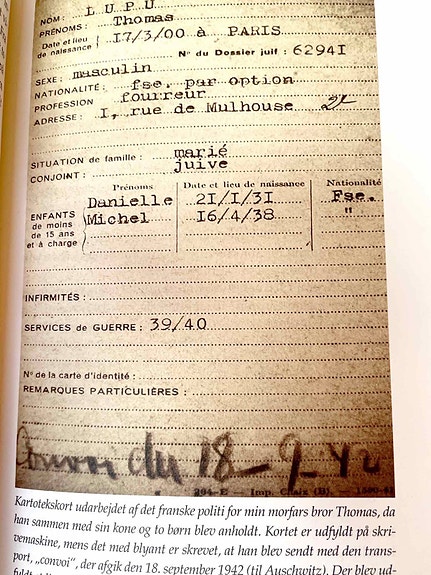 NOM : LUPU
PRÉNOMS : Thomas
Date et lieu de naissance : 17/3/00 à PARIS
N° du Dossier juif : 62941
SEXE : masculin
NATIONALITÉ : fse. par option
PROFESSION fourreur
ADRESSE : I, rue de Mulhouse
SITUATION de famille : marié
CONJOINT : juive
Prénoms Date et lieu de naissance Nationalité
ENFANTS de moins de 15 ans et à charge
Danielle 21/1/31 Fse.
Michel 16/4/38 "
INFIRMITÉS :
SERVICES de GUERRE : 39/40
N° de la carte d'identité :
REMARQUES PARTICULIÈRES :
Convoi du 18-9-42
Imp. Chaix (B).
Kartotekskort udarbejdet af det franske politi for min morfars bror Thomas, da
han sammen med sin kone og to børn blev anholdt. Kortet er udfyldt på skri-
vemaskine, mens det med blyant er skrevet, at han blev sendt med den trans-
port, „convoi", der afgik den 18. september 1942 (til Auschwitz). Der blev ud-